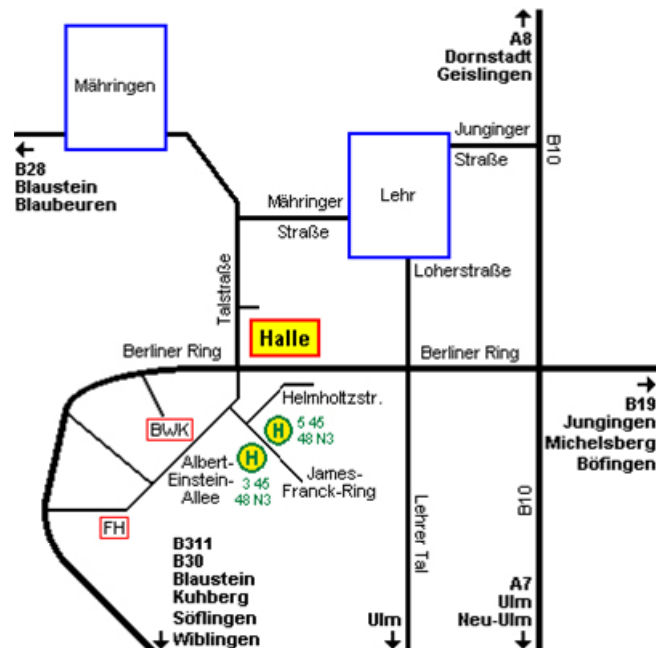 A8
Dornstadt
Geislingen
Mähringen
Junginger
Straße
B10
B28
Blaustein
Blaubeuren
Mähringer
Straße
Lehr
Talstraße
Loherstraße
Halle
Berliner Ring
Berliner Ring
Helmholtzstr.
B19
Jungingen
Michelsberg
Böfingen
BWK
H
5 45
48 N3
H
3 45
48 N3
Albert-
Einstein-
Allee
James-
Franck-Ring
FH
Lehrer Tal
B10
B311
B30
Blaustein
Kuhberg
Söflingen
Wiblingen
Ulm
A7
Ulm
Neu-Ulm